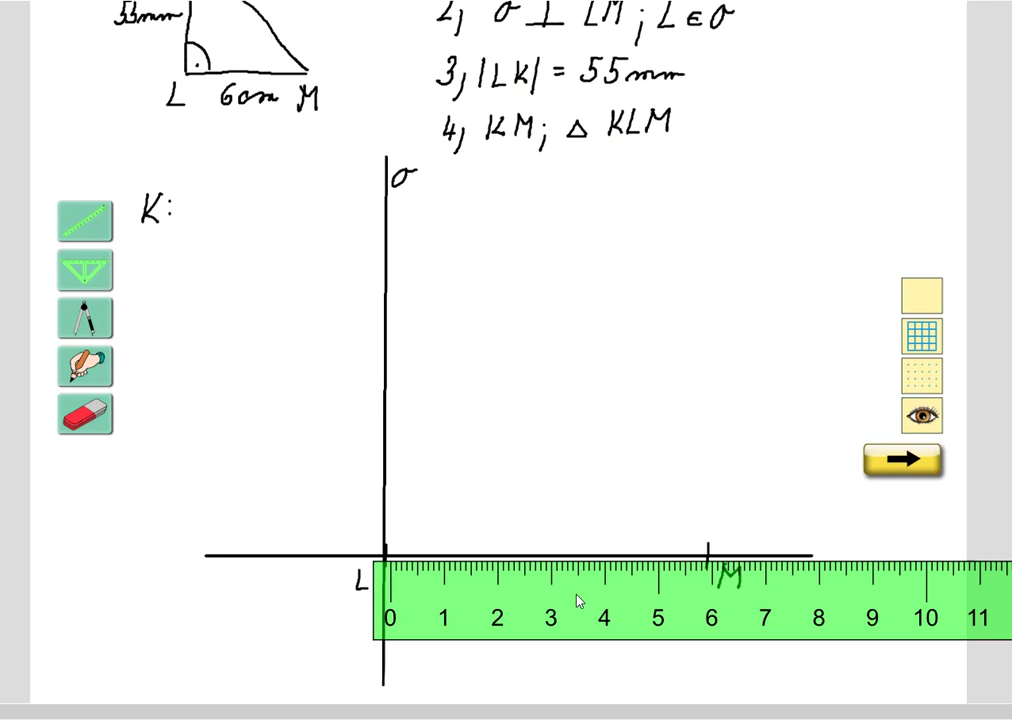 55mm
L 6cm M
2, σ ⊥ LM; L ∈ σ
3, |LK| = 55mm
4, KM; △ KLM
σ
K:
L
M
0 1 2 3 4 5 6 7 8 9 10 11